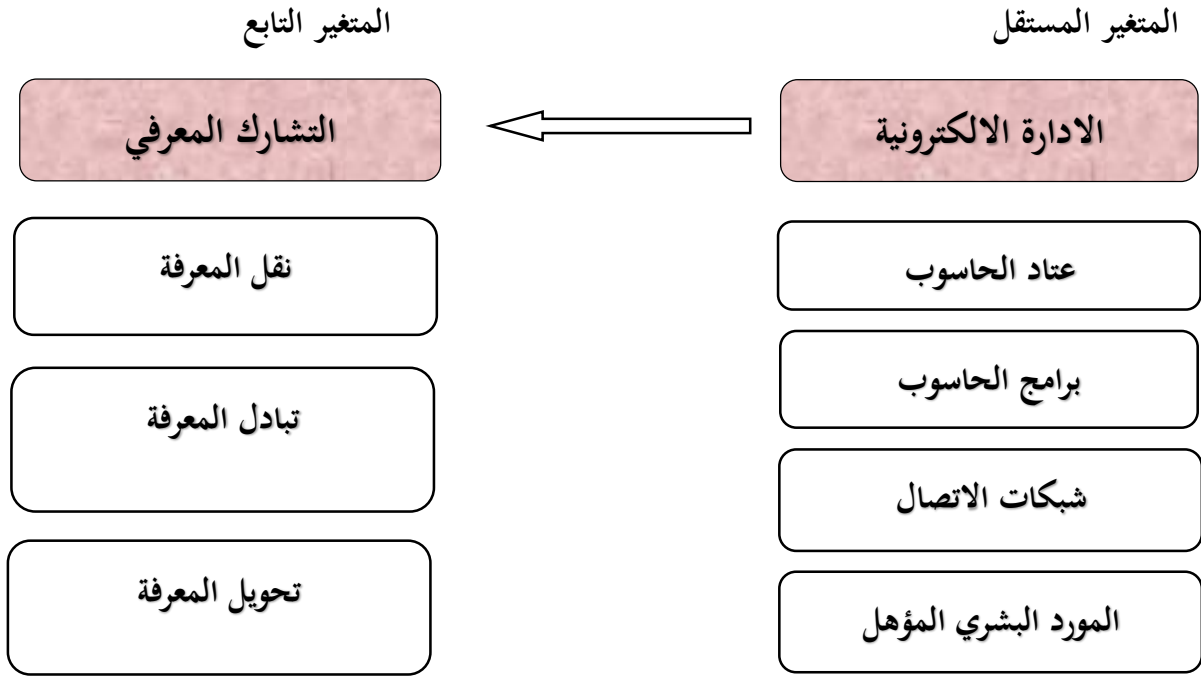 المتغير المستقل
المتغير التابع
الادارة الالكترونية
التشارك المعرفي
عتاد الحاسوب
برامج الحاسوب
شبكات الاتصال
المورد البشري المؤهل
نقل المعرفة
تبادل المعرفة
تحويل المعرفة